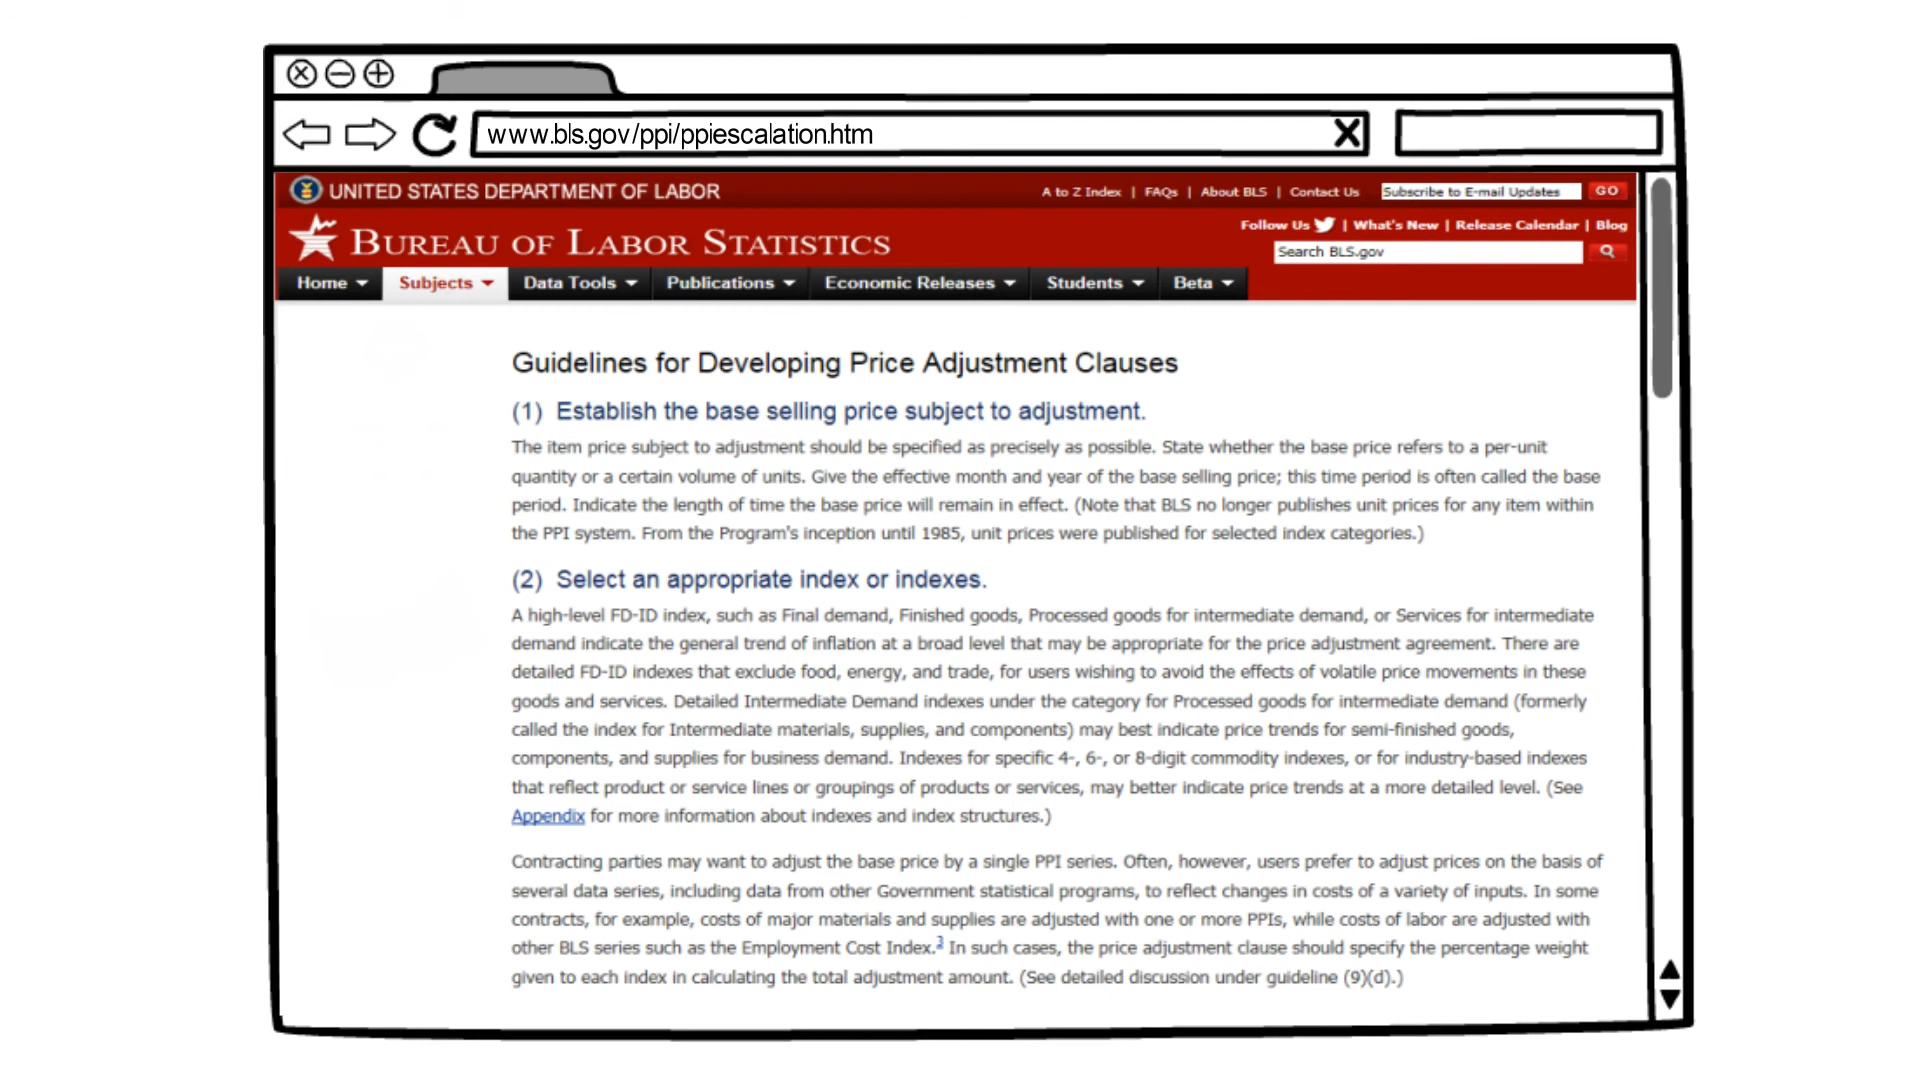 www.bls.gov/ppi/ppiescalation.htm
UNITED STATES DEPARTMENT OF LABOR
A to Z Index | FAQs | About BLS | Contact Us
Subscribe to E-mail Updates
GO
Follow Us | What's New | Release Calendar | Blog
BUREAU OF LABOR STATISTICS
Search BLS.gov
Home Subjects Data Tools Publications Economic Releases Students Beta
Guidelines for Developing Price Adjustment Clauses
(1) Establish the base selling price subject to adjustment.
The item price subject to adjustment should be specified as precisely as possible. State whether the base price refers to a per-unit
quantity or a certain volume of units. Give the effective month and year of the base selling price; this time period is often called the base
period. Indicate the length of time the base price will remain in effect. (Note that BLS no longer publishes unit prices for any item within
the PPI system. From the Program's inception until 1985, unit prices were published for selected index categories.)
(2) Select an appropriate index or indexes.
A high-level FD-ID index, such as Final demand, Finished goods, Processed goods for intermediate demand, or Services for intermediate
demand indicate the general trend of inflation at a broad level that may be appropriate for the price adjustment agreement. There are
detailed FD-ID indexes that exclude food, energy, and trade, for users wishing to avoid the effects of volatile price movements in these
goods and services. Detailed Intermediate Demand indexes under the category for Processed goods for intermediate demand (formerly
called the index for Intermediate materials, supplies, and components) may best indicate price trends for semi-finished goods,
components, and supplies for business demand. Indexes for specific 4-, 6-, or 8-digit commodity indexes, or for industry-based indexes
that reflect product or service lines or groupings of products or services, may better indicate price trends at a more detailed level. (See
Appendix for more information about indexes and index structures.)
Contracting parties may want to adjust the base price by a single PPI series. Often, however, users prefer to adjust prices on the basis of
several data series, including data from other Government statistical programs, to reflect changes in costs of a variety of inputs. In some
contracts, for example, costs of major materials and supplies are adjusted with one or more PPIs, while costs of labor are adjusted with
other BLS series such as the Employment Cost Index.3 In such cases, the price adjustment clause should specify the percentage weight
given to each index in calculating the total adjustment amount. (See detailed discussion under guideline (9)(d).)